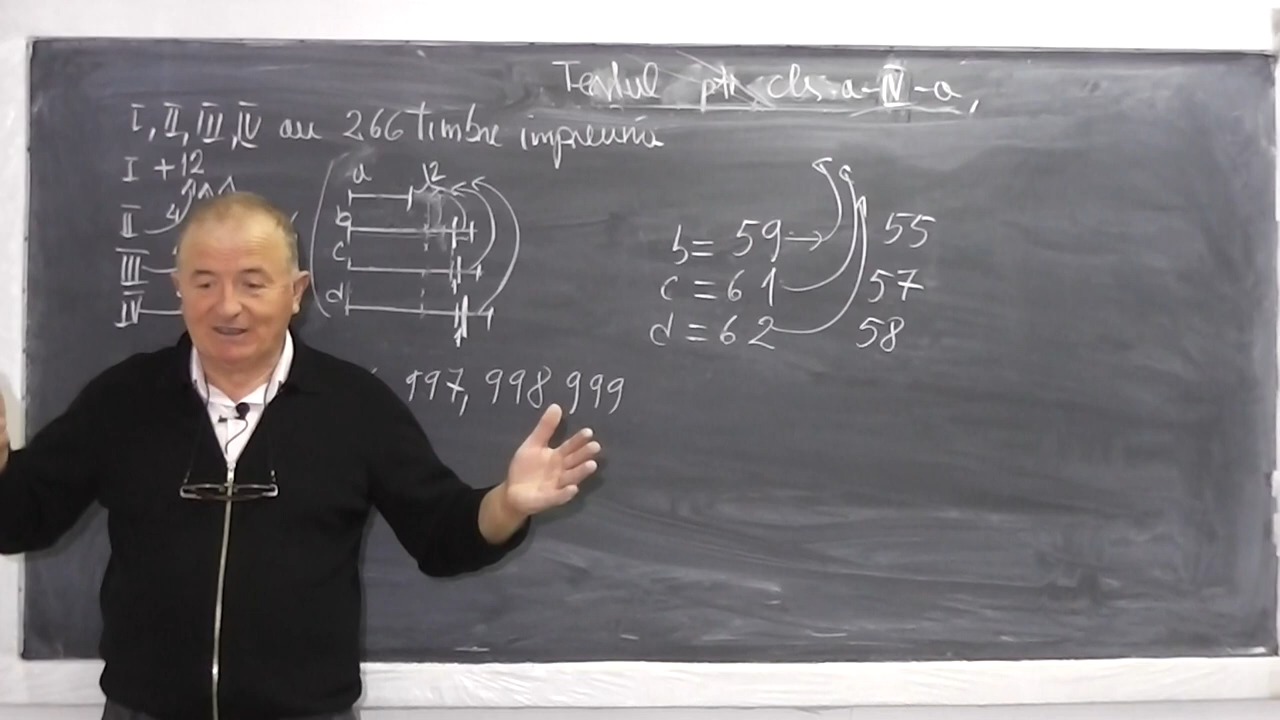 Testul ptr cls. a-IV-a,
I, II, III, IV au 266 timbre împreună
I +12
II 4
III
IV
a 12
b
c
d
b = 59 → 55
c = 61 57
d = 62 58
997, 998 999